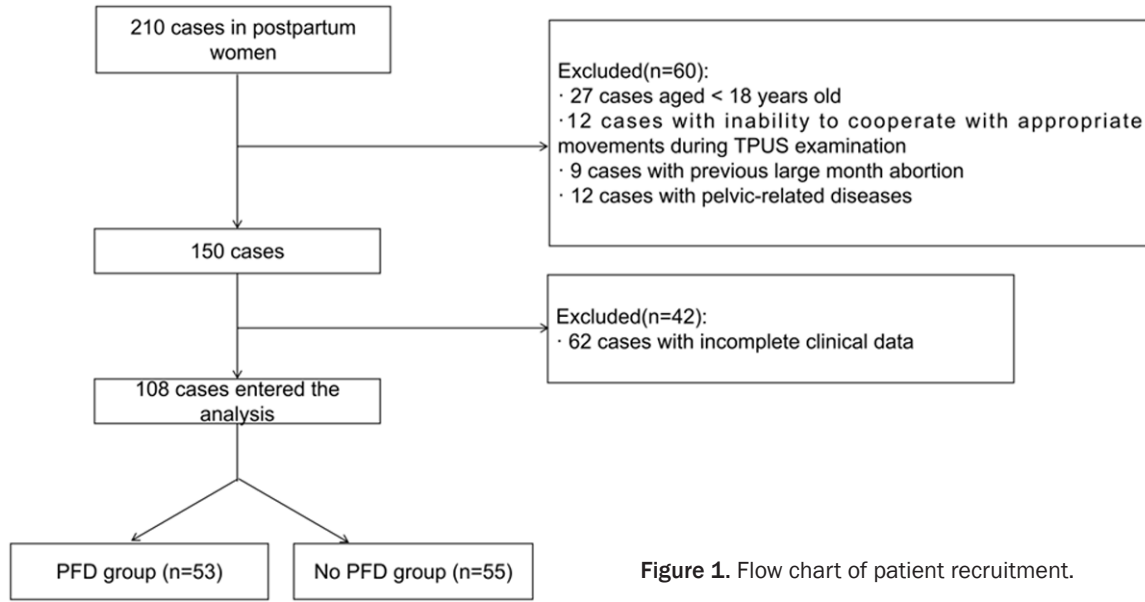 210 cases in postpartum
women
Excluded(n=60):
· 27 cases aged < 18 years old
·12 cases with inability to cooperate with appropriate
movements during TPUS examination
· 9 cases with previous large month abortion
· 12 cases with pelvic-related diseases
150 cases
Excluded(n=42):
· 62 cases with incomplete clinical data
108 cases entered the
analysis
PFD group (n=53)
No PFD group (n=55)
Figure 1. Flow chart of patient recruitment.